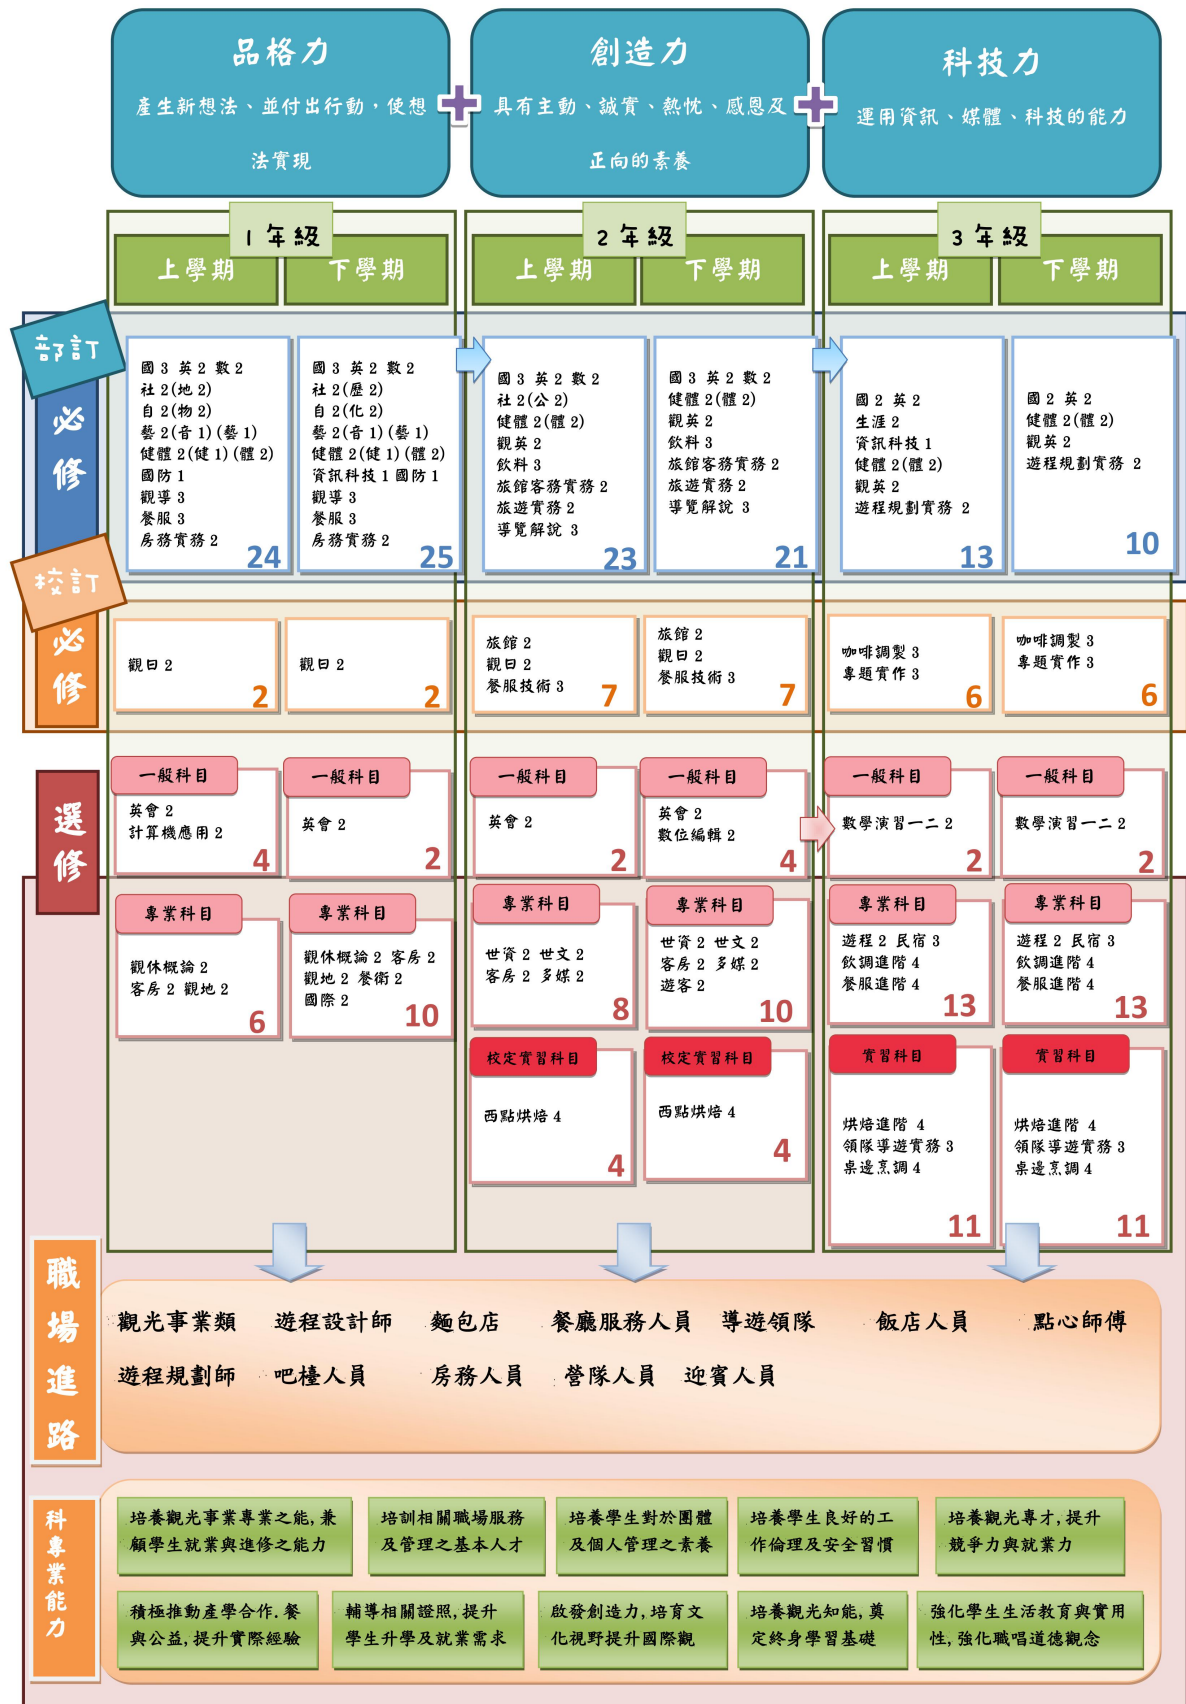 品格力
產生新想法、並付出行動，使想
法實現
創造力
具有主動、誠實、熱忱、感恩及
正向的素養
科技力
運用資訊、媒體、科技的能力
1 年級
上學期
下學期
2 年級
上學期
下學期
3 年級
上學期
下學期
部訂
必修
國 3 英 2 數 2
社 2(地 2)
自 2(物 2)
藝 2(音 1)(藝 1)
健體 2(健 1)(體 2)
國防 1
觀導 3
餐服 3
房務實務 2
24
國 3 英 2 數 2
社 2(歷 2)
自 2(化 2)
藝 2(音 1)(藝 1)
健體 2(健 1)(體 2)
資訊科技 1 國防 1
觀導 3
餐服 3
房務實務 2
25
國 3 英 2 數 2
社 2(公 2)
健體 2(體 2)
觀英 2
飲料 3
旅館客務實務 2
旅遊實務 2
導覽解說 3
23
國 3 英 2 數 2
健體 2(體 2)
觀英 2
飲料 3
旅館客務實務 2
旅遊實務 2
導覽解說 3
21
國 2 英 2
生涯 2
資訊科技 1
健體 2(體 2)
觀英 2
遊程規劃實務 2
13
國 2 英 2
健體 2(體 2)
觀英 2
遊程規劃實務 2
10
校訂
必修
觀日 2
2
觀日 2
2
旅館 2
觀日 2
餐服技術 3
7
旅館 2
觀日 2
餐服技術 3
7
咖啡調製 3
專題實作 3
6
咖啡調製 3
專題實作 3
6
選修
一般科目
英會 2
計算機應用 2
4
一般科目
英會 2
2
一般科目
英會 2
2
一般科目
英會 2
數位編輯 2
4
一般科目
數學演習一二 2
2
一般科目
數學演習一二 2
2
專業科目
觀休概論 2
客房 2 觀地 2
6
專業科目
觀休概論 2 客房 2
觀地 2 餐衛 2
國際 2
10
專業科目
世資 2 世文 2
客房 2 多媒 2
8
專業科目
世資 2 世文 2
客房 2 多媒 2
遊客 2
10
專業科目
遊程 2 民宿 3
飲調進階 4
餐服進階 4
13
專業科目
遊程 2 民宿 3
飲調進階 4
餐服進階 4
13
校定實習科目
西點烘焙 4
4
校定實習科目
西點烘焙 4
4
實習科目
烘焙進階 4
領隊導遊實務 3
桌邊烹調 4
11
實習科目
烘焙進階 4
領隊導遊實務 3
桌邊烹調 4
11
職場進路
觀光事業類 遊程設計師 麵包店 餐廳服務人員 導遊領隊 飯店人員 點心師傅
遊程規劃師 吧檯人員 房務人員 營隊人員 迎賓人員
科專業能力
培養觀光事業專業之能,兼
顧學生就業與進修之能力
培訓相關職場服務
及管理之基本人才
培養學生對於團體
及個人管理之素養
培養學生良好的工
作倫理及安全習慣
培養觀光專才,提升
競爭力與就業力
積極推動產學合作.餐
與公益,提升實際經驗
輔導相關證照,提升
學生升學及就業需求
啟發創造力,培育文
化視野提升國際觀
培養觀光知能,奠
定終身學習基礎
強化學生生活教育與實用
性,強化職唱道德觀念